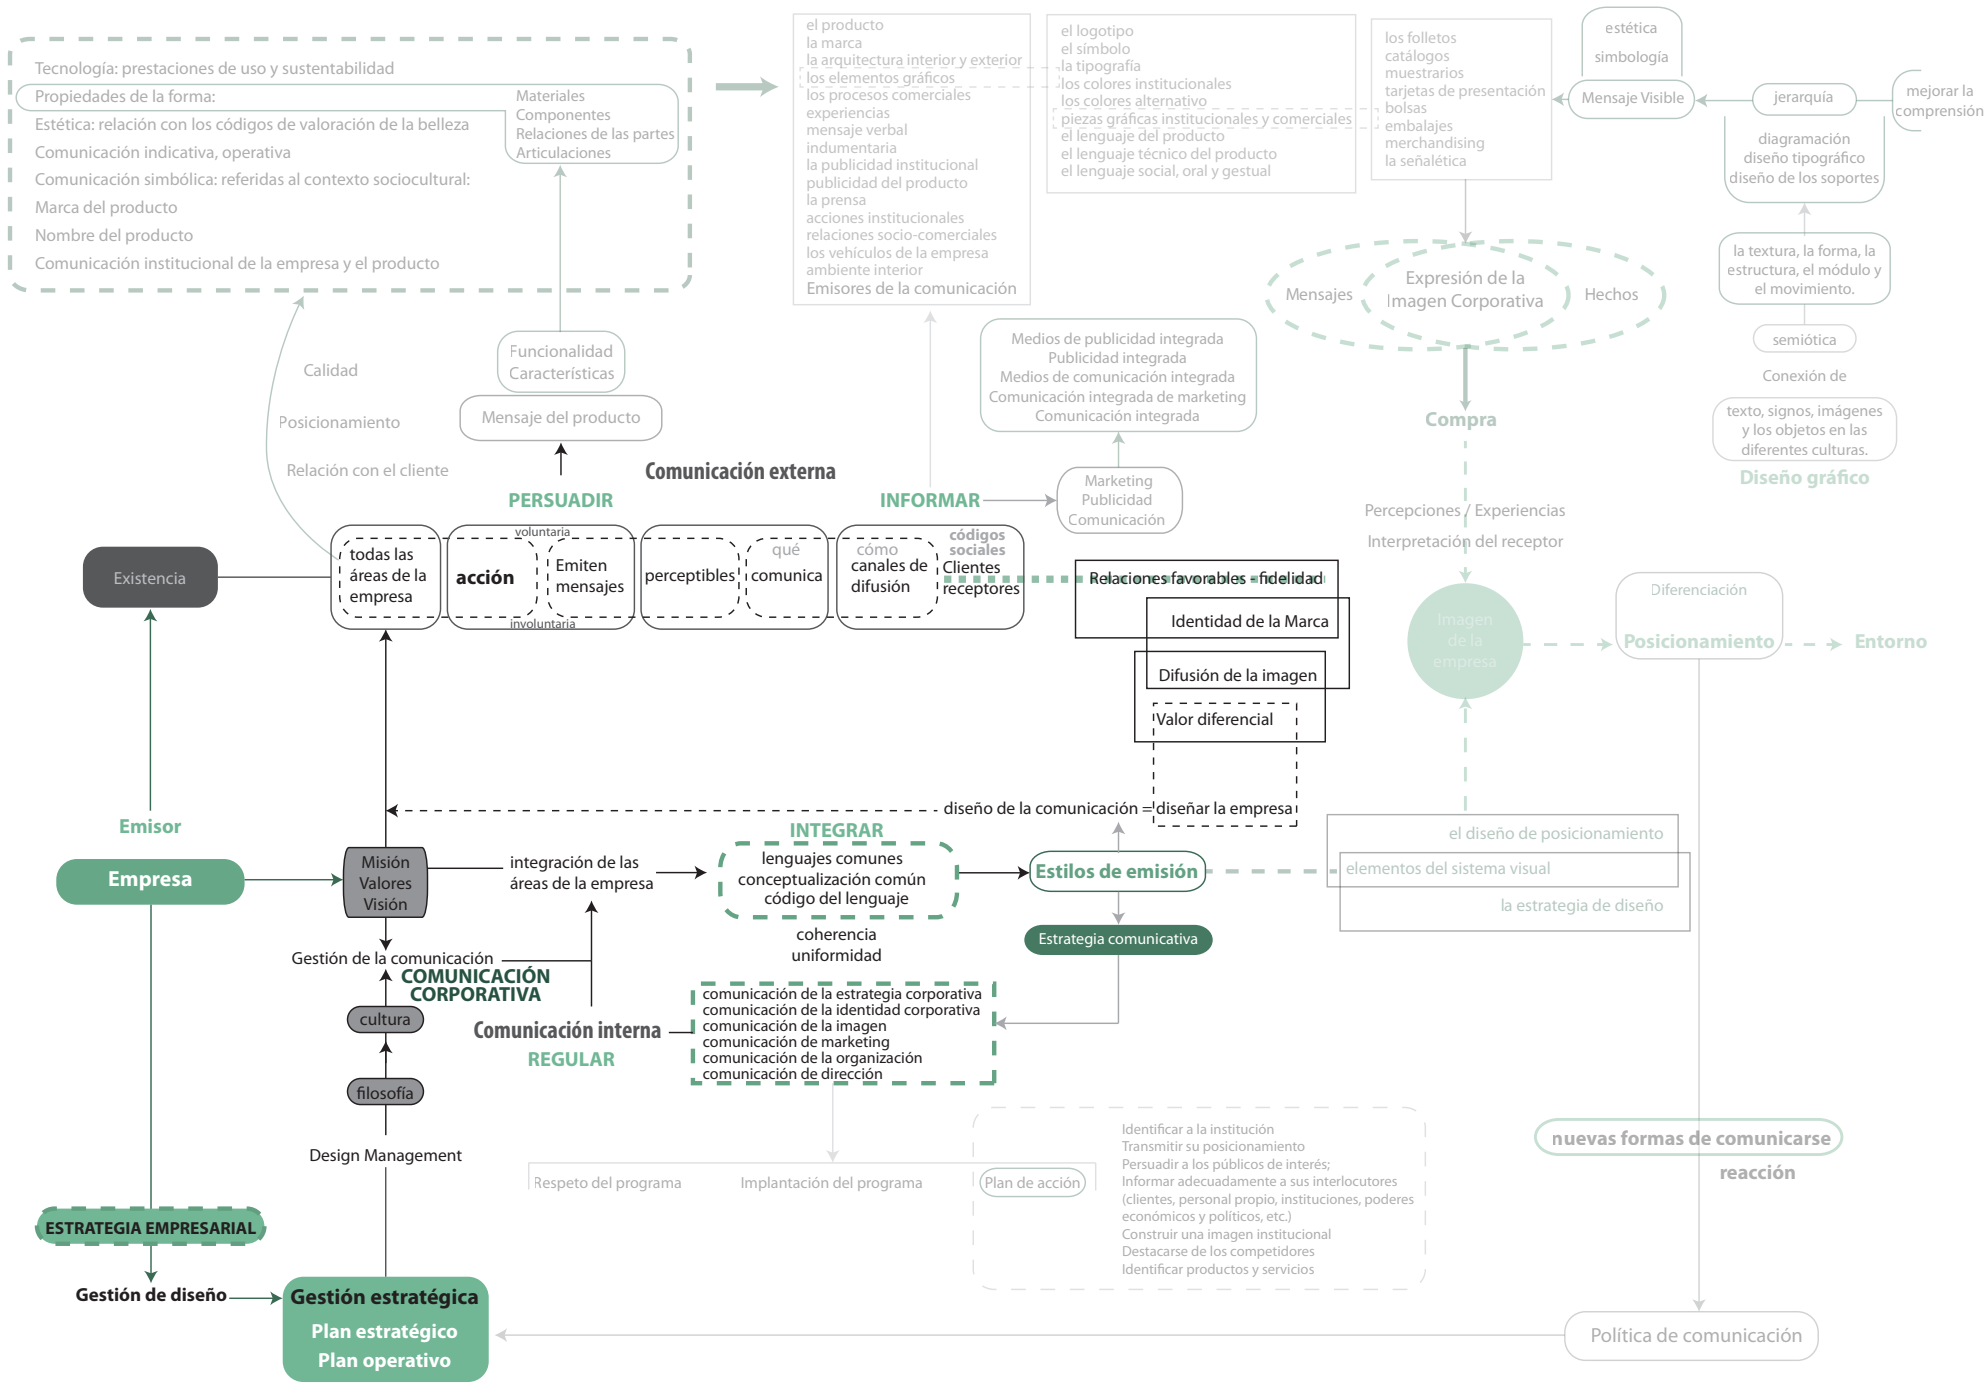 Tecnología: prestaciones de uso y sustentabilidad
Propiedades de la forma:
Estética: relación con los códigos de valoración de la belleza
Comunicación indicativa, operativa
Comunicación simbólica: referidas al contexto sociocultural:
Marca del producto
Nombre del producto
Comunicación institucional de la empresa y el producto
Materiales
Componentes
Relaciones de las partes
Articulaciones
el producto
la marca
la arquitectura interior y exterior
los elementos gráficos
los procesos comerciales
experiencias
mensaje verbal
indumentaria
la publicidad institucional
publicidad del producto
la prensa
acciones institucionales
relaciones socio-comerciales
los vehículos de la empresa
ambiente interior
Emisores de la comunicación
el logotipo
el símbolo
la tipografía
los colores institucionales
los colores alternativo
piezas gráficas institucionales y comerciales
el lenguaje del producto
el lenguaje técnico del producto
el lenguaje social, oral y gestual
los folletos
catálogos
muestrarios
tarjetas de presentación
bolsas
embalajes
merchandising
la señalética
estética
simbología
Mensaje Visible
jerarquía
mejorar la
comprensión
diagramación
diseño tipográfico
diseño de los soportes
la textura, la forma, la
estructura, el módulo y
el movimiento.
semiótica
Conexión de
texto, signos, imágenes
y los objetos en las
diferentes culturas.
Diseño gráfico
Mensajes
Expresión de la
Imagen Corporativa
Hechos
Compra
Percepciones / Experiencias
Interpretación del receptor
Medios de publicidad integrada
Publicidad integrada
Medios de comunicación integrada
Comunicación integrada de marketing
Comunicación integrada
Marketing
Publicidad
Comunicación
Calidad
Posicionamiento
Relación con el cliente
Funcionalidad
Características
Mensaje del producto
Comunicación externa
PERSUADIR
INFORMAR
Existencia
todas las
áreas de la
empresa
voluntaria
acción
involuntaria
Emiten
mensajes
perceptibles
qué
comunica
cómo
canales de
difusión
códigos
sociales
Clientes
receptores
Relaciones favorables - fidelidad
Identidad de la Marca
Difusión de la imagen
Valor diferencial
Imagen
de la
empresa
Diferenciación
Posicionamiento
Entorno
diseño de la comunicación = diseñar la empresa
Emisor
Empresa
Misión
Valores
Visión
integración de las
áreas de la empresa
INTEGRAR
lenguajes comunes
conceptualización común
código del lenguaje
coherencia
uniformidad
Estilos de emisión
Estrategia comunicativa
el diseño de posicionamiento
elementos del sistema visual
la estrategia de diseño
Gestión de la comunicación
COMUNICACIÓN
CORPORATIVA
cultura
filosofía
Design Management
Comunicación interna
REGULAR
comunicación de la estrategia corporativa
comunicación de la identidad corporativa
comunicación de la imagen
comunicación de marketing
comunicación de la organización
comunicación de dirección
Respeto del programa
Implantación del programa
Plan de acción
Identificar a la institución
Transmitir su posicionamiento
Persuadir a los públicos de interés;
Informar adecuadamente a sus interlocutores
(clientes, personal propio, instituciones, poderes
económicos y políticos, etc.)
Construir una imagen institucional
Destacarse de los competidores
Identificar productos y servicios
nuevas formas de comunicarse
reacción
ESTRATEGIA EMPRESARIAL
Gestión de diseño
Gestión estratégica
Plan estratégico
Plan operativo
Política de comunicación